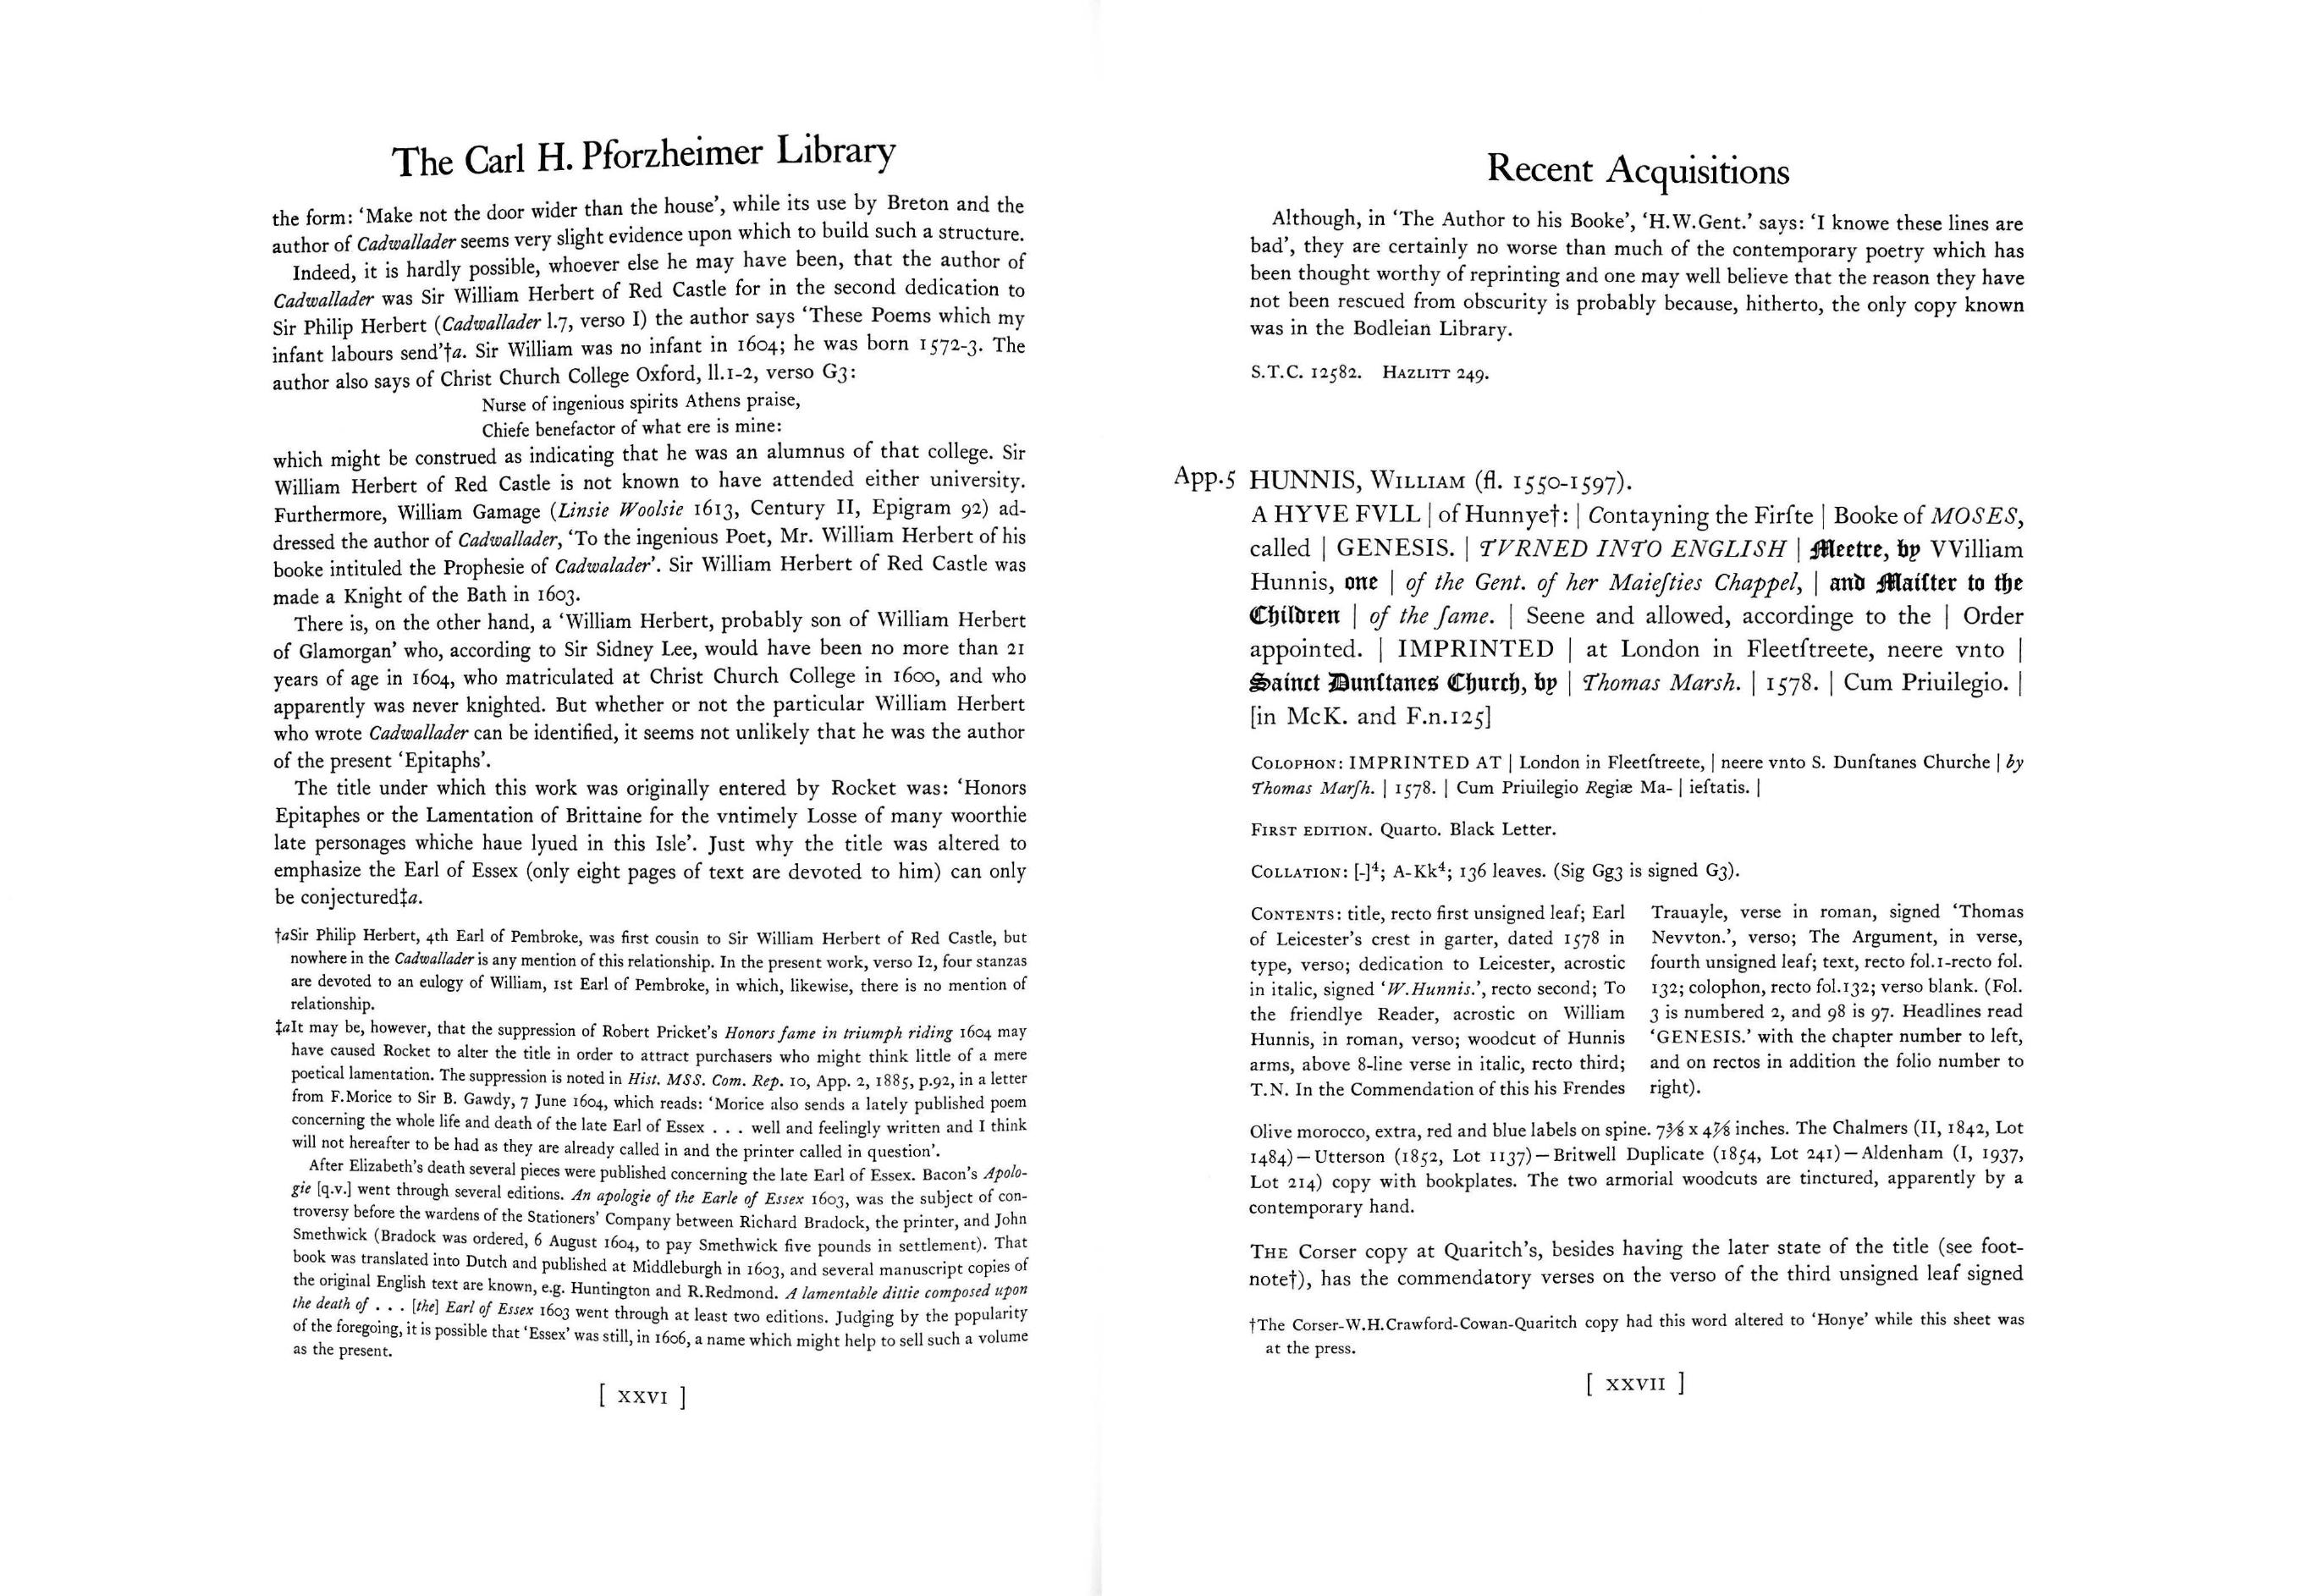 The Carl H. Pforzheimer Library
the form: ‘Make not the door wider than the house’, while its use by Breton and the
author of Cadwallader seems very slight evidence upon which to build such a structure.
Indeed, it is hardly possible, whoever else he may have been, that the author of
Cadwallader was Sir William Herbert of Red Castle for in the second dedication to
Sir Philip Herbert (Cadwallader l.7, verso I) the author says ‘These Poems which my
infant labours send’†a. Sir William was no infant in 1604; he was born 1572-3. The
author also says of Christ Church College Oxford, ll.1-2, verso G3:
Nurse of ingenious spirits Athens praise,
Chiefe benefactor of what ere is mine:
which might be construed as indicating that he was an alumnus of that college. Sir
William Herbert of Red Castle is not known to have attended either university.
Furthermore, William Gamage (Linsie Woolsie 1613, Century II, Epigram 92) ad-
dressed the author of Cadwallader, ‘To the ingenious Poet, Mr. William Herbert of his
booke intituled the Prophesie of Cadwalader’. Sir William Herbert of Red Castle was
made a Knight of the Bath in 1603.
There is, on the other hand, a ‘William Herbert, probably son of William Herbert
of Glamorgan’ who, according to Sir Sidney Lee, would have been no more than 21
years of age in 1604, who matriculated at Christ Church College in 1600, and who
apparently was never knighted. But whether or not the particular William Herbert
who wrote Cadwallader can be identified, it seems not unlikely that he was the author
of the present ‘Epitaphs’.
The title under which this work was originally entered by Rocket was: ‘Honors
Epitaphes or the Lamentation of Brittaine for the vntimely Losse of many woorthie
late personages whiche haue lyued in this Isle’. Just why the title was altered to
emphasize the Earl of Essex (only eight pages of text are devoted to him) can only
be conjectured‡a.
†aSir Philip Herbert, 4th Earl of Pembroke, was first cousin to Sir William Herbert of Red Castle, but
nowhere in the Cadwallader is any mention of this relationship. In the present work, verso I2, four stanzas
are devoted to an eulogy of William, 1st Earl of Pembroke, in which, likewise, there is no mention of
relationship.
‡aIt may be, however, that the suppression of Robert Pricket’s Honors fame in triumph riding 1604 may
have caused Rocket to alter the title in order to attract purchasers who might think little of a mere
poetical lamentation. The suppression is noted in Hist. MSS. Com. Rep. 10, App. 2, 1885, p.92, in a letter
from F.Morice to Sir B. Gawdy, 7 June 1604, which reads: ‘Morice also sends a lately published poem
concerning the whole life and death of the late Earl of Essex . . . well and feelingly written and I think
will not hereafter to be had as they are already called in and the printer called in question’.
After Elizabeth’s death several pieces were published concerning the late Earl of Essex. Bacon’s Apolo-
gie [q.v.] went through several editions. An apologie of the Earle of Essex 1603, was the subject of con-
troversy before the wardens of the Stationers’ Company between Richard Bradock, the printer, and John
Smethwick (Bradock was ordered, 6 August 1604, to pay Smethwick five pounds in settlement). That
book was translated into Dutch and published at Middleburgh in 1603, and several manuscript copies of
the original English text are known, e.g. Huntington and R.Redmond. A lamentable dittie composed upon
the death of . . . [the] Earl of Essex 1603 went through at least two editions. Judging by the popularity
of the foregoing, it is possible that ‘Essex’ was still, in 1606, a name which might help to sell such a volume
as the present.
[ XXVI ]
Recent Acquisitions
Although, in ‘The Author to his Booke’, ‘H.W.Gent.’ says: ‘I knowe these lines are
bad’, they are certainly no worse than much of the contemporary poetry which has
been thought worthy of reprinting and one may well believe that the reason they have
not been rescued from obscurity is probably because, hitherto, the only copy known
was in the Bodleian Library.
S.T.C. 12582. HAZLITT 249.
App.5 HUNNIS, WILLIAM (fl. 1550-1597).
A HYVE FVLL | of Hunnye†: | Contayning the Firſte | Booke of MOSES,
called | GENESIS. | TVRNED INTO ENGLISH | Meetre, by VVilliam
Hunnis, one | of the Gent. of her Maieſties Chappel, | and Maiſter to the
Children | of the ſame. | Seene and allowed, accordinge to the | Order
appointed. | IMPRINTED | at London in Fleetſtreete, neere vnto |
Sainct Dunſtanes Church, by | Thomas Marsh. | 1578. | Cum Priuilegio. |
[in McK. and F.n.125]
COLOPHON: IMPRINTED AT | London in Fleetſtreete, | neere vnto S. Dunſtanes Churche | by
Thomas Marſh. | 1578. | Cum Priuilegio Regiæ Ma- | ieſtatis. |
FIRST EDITION. Quarto. Black Letter.
COLLATION: [-]⁴; A-Kk⁴; 136 leaves. (Sig Gg3 is signed G3).
CONTENTS: title, recto first unsigned leaf; Earl
of Leicester’s crest in garter, dated 1578 in
type, verso; dedication to Leicester, acrostic
in italic, signed ‘W.Hunnis.’, recto second; To
the friendlye Reader, acrostic on William
Hunnis, in roman, verso; woodcut of Hunnis
arms, above 8-line verse in italic, recto third;
T.N. In the Commendation of this his Frendes
Trauayle, verse in roman, signed ‘Thomas
Nevvton.’, verso; The Argument, in verse,
fourth unsigned leaf; text, recto fol.1-recto fol.
132; colophon, recto fol.132; verso blank. (Fol.
3 is numbered 2, and 98 is 97. Headlines read
‘GENESIS.’ with the chapter number to left,
and on rectos in addition the folio number to
right).
Olive morocco, extra, red and blue labels on spine. 7⅜ x 4⅞ inches. The Chalmers (II, 1842, Lot
1484)—Utterson (1852, Lot 1137)—Britwell Duplicate (1854, Lot 241)—Aldenham (I, 1937,
Lot 214) copy with bookplates. The two armorial woodcuts are tinctured, apparently by a
contemporary hand.
THE Corser copy at Quaritch’s, besides having the later state of the title (see foot-
note†), has the commendatory verses on the verso of the third unsigned leaf signed
†The Corser-W.H.Crawford-Cowan-Quaritch copy had this word altered to ‘Honye’ while this sheet was
at the press.
[ XXVII ]